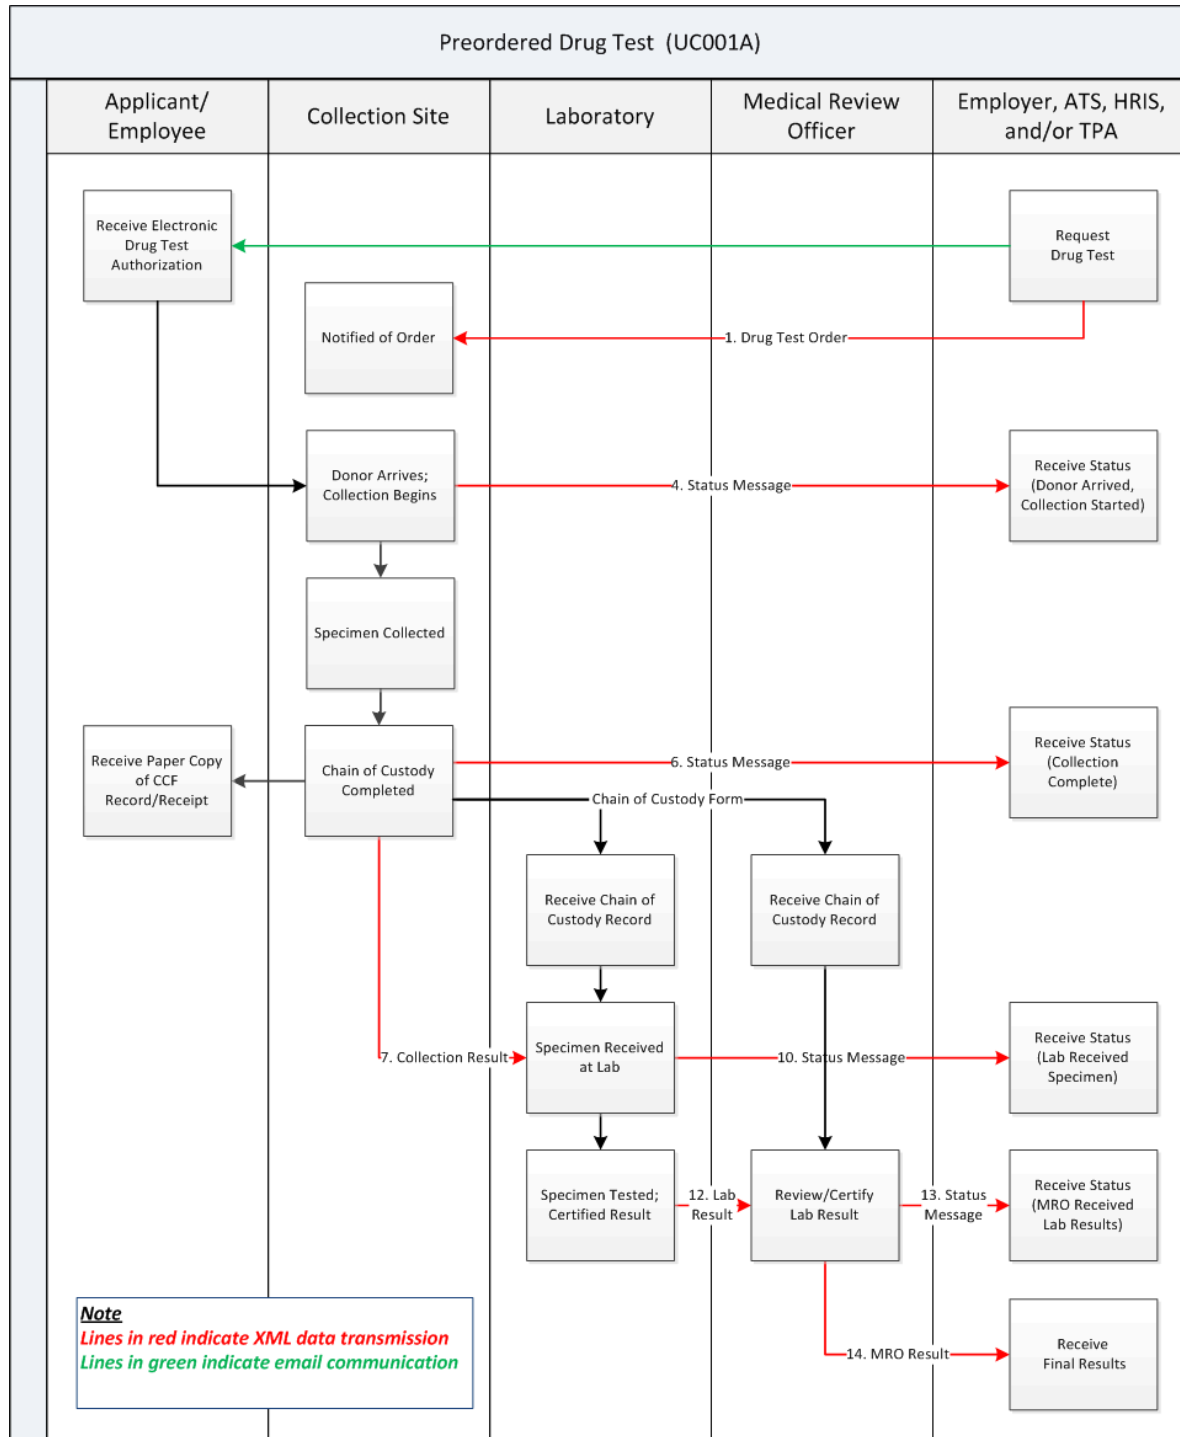 Preordered Drug Test  (UC001A)
Applicant/
Employee
Collection Site
Laboratory
Medical Review
Officer
Employer, ATS, HRIS,
and/or TPA
Receive Electronic
Drug Test
Authorization
Request
Drug Test
Notified of Order
1. Drug Test Order
Donor Arrives;
Collection Begins
4. Status Message
Receive Status
(Donor Arrived,
Collection Started)
Specimen Collected
Receive Paper Copy
of CCF
Record/Receipt
Chain of Custody
Completed
6. Status Message
Receive Status
(Collection
Complete)
Chain of Custody Form
Receive Chain of
Custody Record
Receive Chain of
Custody Record
7. Collection Result
Specimen Received
at Lab
10. Status Message
Receive Status
(Lab Received
Specimen)
Specimen Tested;
Certified Result
12. Lab
Result
Review/Certify
Lab Result
13. Status
Message
Receive Status
(MRO Received
Lab Results)
Note
Lines in red indicate XML data transmission
Lines in green indicate email communication
14. MRO Result
Receive
Final Results